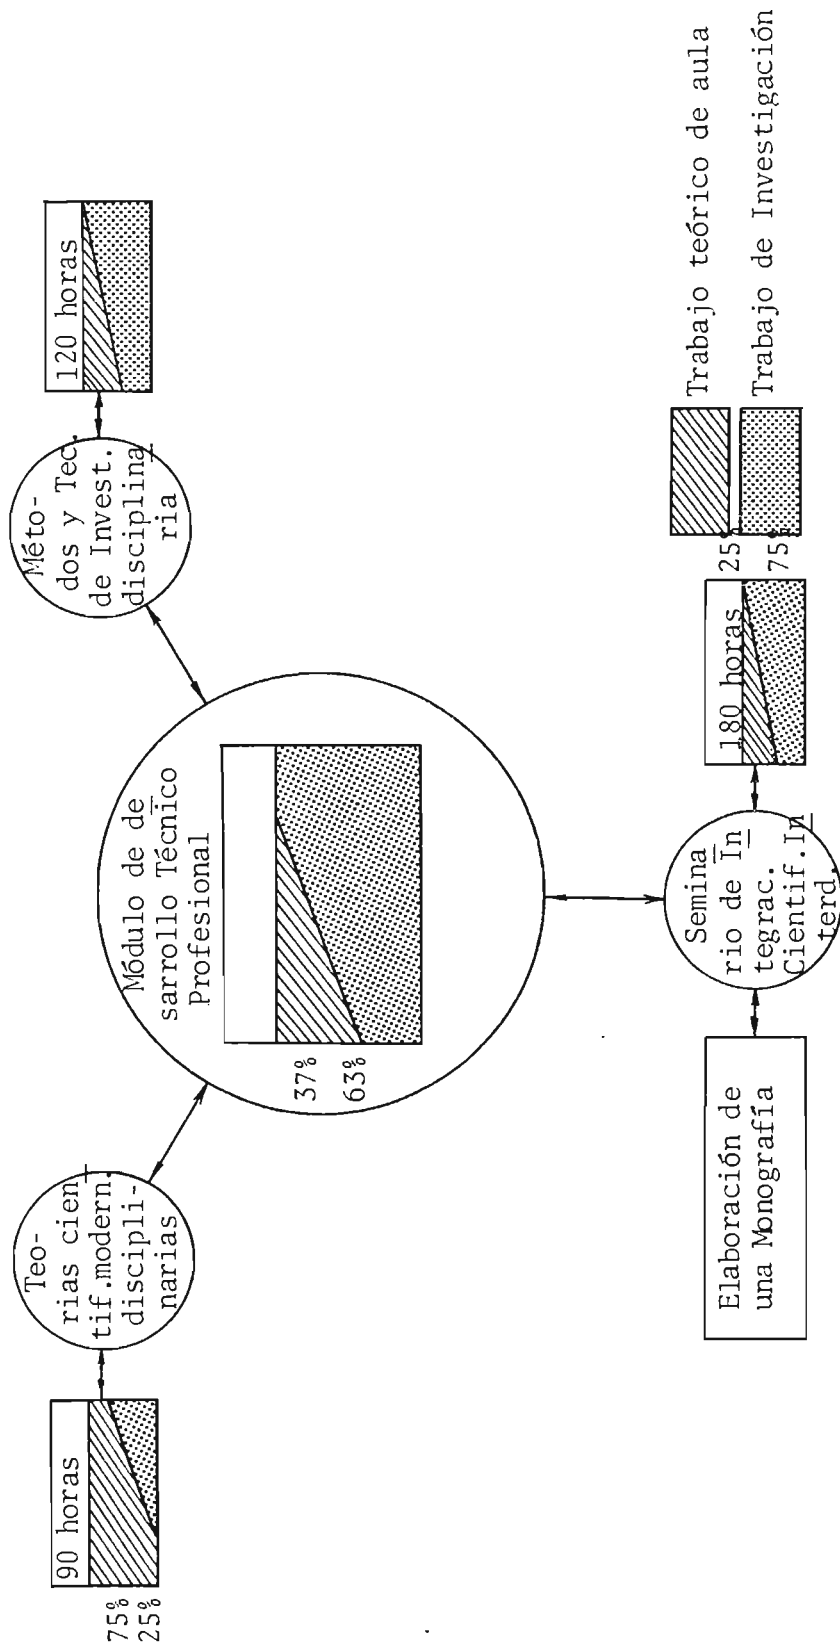 90 horas
75%
25%
Teo-
rias cien
tif.modern.
discipli-
narias
Módulo de de
sarrollo Técnico
Profesional
37%
63%
Méto-
dos y Tec.
de Invest.
disciplina
ria
120 horas
Elaboración de
una Monografía
Semina
rio de In
tegrac.
Cientif.In
terd.
180 horas
25%
75%
Trabajo teórico de aula
Trabajo de Investigación